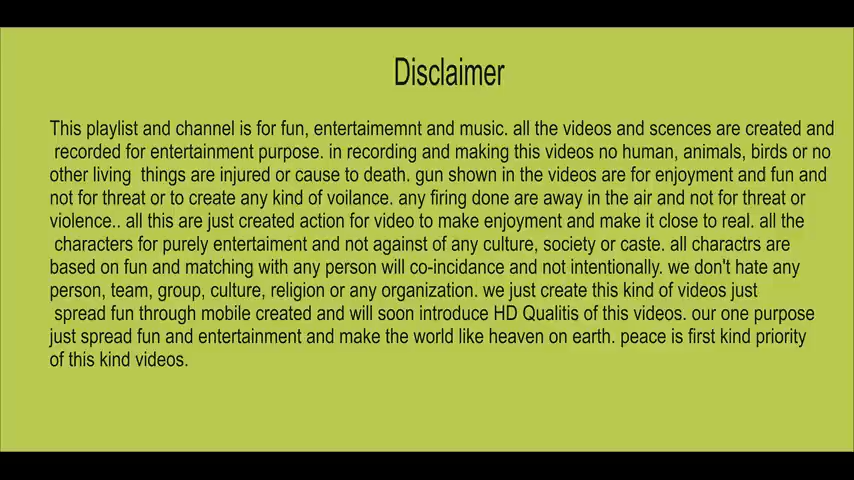 Disclaimer
This playlist and channel is for fun, entertaimemnt and music. all the videos and scences are created and
recorded for entertainment purpose. in recording and making this videos no human, animals, birds or no
other living things are injured or cause to death. gun shown in the videos are for enjoyment and fun and
not for threat or to create any kind of voilance. any firing done are away in the air and not for threat or
violence.. all this are just created action for video to make enjoyment and make it close to real. all the
characters for purely entertaiment and not against of any culture, society or caste. all charactrs are
based on fun and matching with any person will co-incidance and not intentionally. we don't hate any
person, team, group, culture, religion or any organization. we just create this kind of videos just
spread fun through mobile created and will soon introduce HD Qualitis of this videos. our one purpose
just spread fun and entertainment and make the world like heaven on earth. peace is first kind priority
of this kind videos.